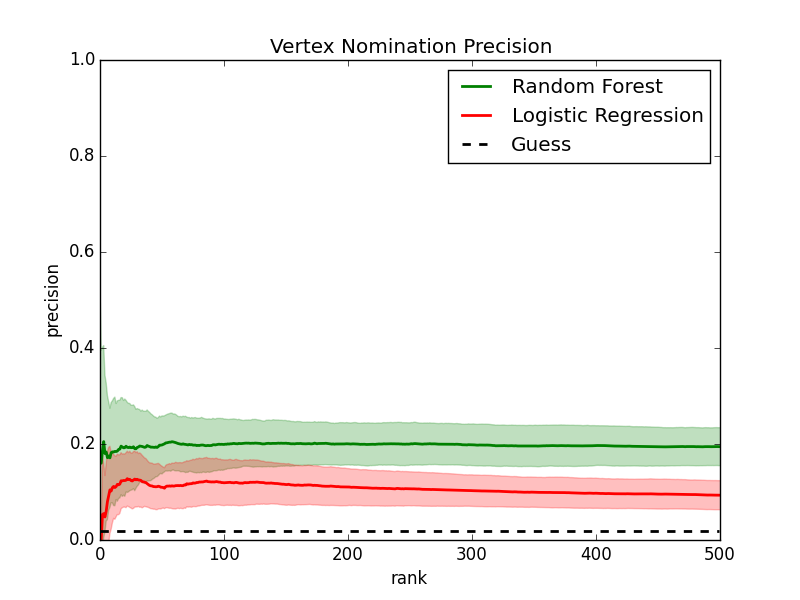 Vertex Nomination Precision
1.0
0.8
0.6
0.4
0.2
0.0
precision
Random Forest
Logistic Regression
Guess
0 100 200 300 400 500
rank